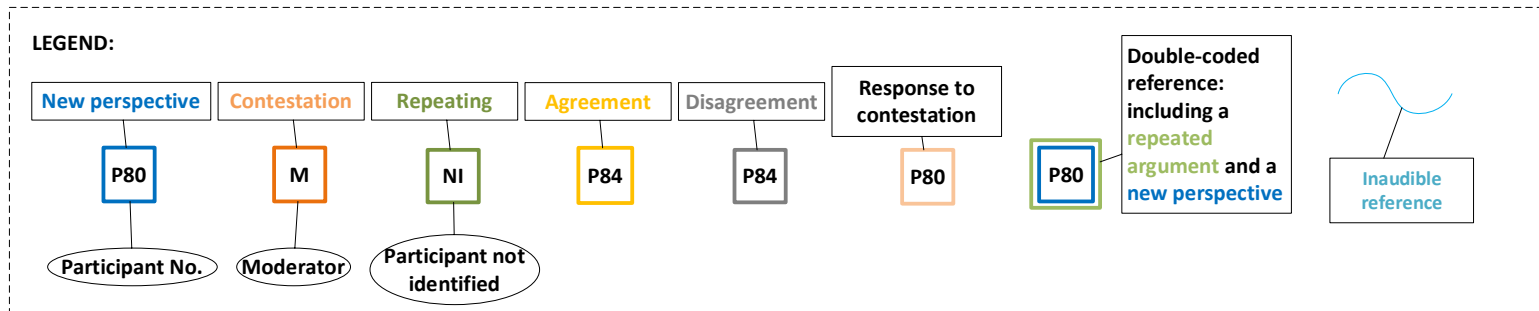 LEGEND:
New perspective
Contestation
Repeating
Agreement
Disagreement
Response to
contestation
Double-coded
reference:
including a
repeated
argument and a
new perspective
P80
M
NI
P84
P84
P80
P80
Inaudible
reference
Participant No.
Moderator
Participant not
identified